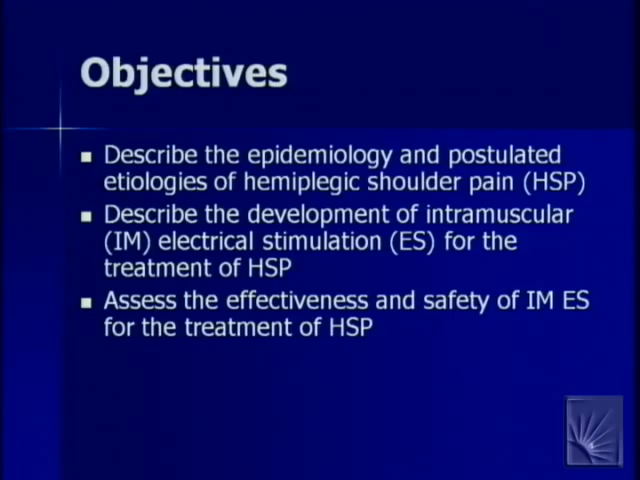 Objectives
Describe the epidemiology and postulated
etiologies of hemiplegic shoulder pain (HSP)
Describe the development of intramuscular
(IM) electrical stimulation (ES) for the
treatment of HSP
Assess the effectiveness and safety of IM ES
for the treatment of HSP